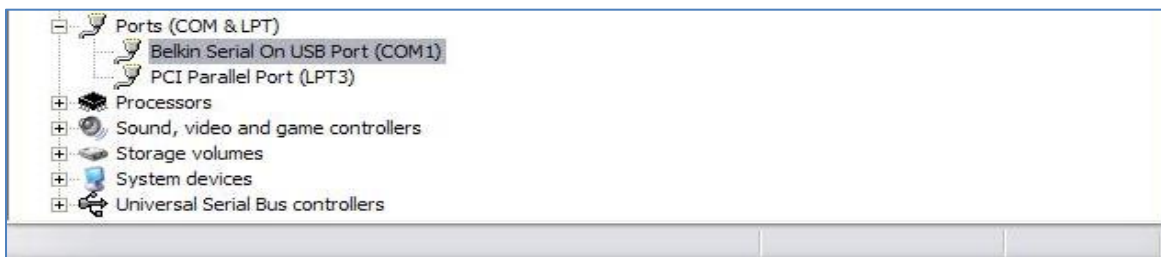 Ports (COM & LPT)
Belkin Serial On USB Port (COM1)
PCI Parallel Port (LPT3)
Processors
Sound, video and game controllers
Storage volumes
System devices
Universal Serial Bus controllers